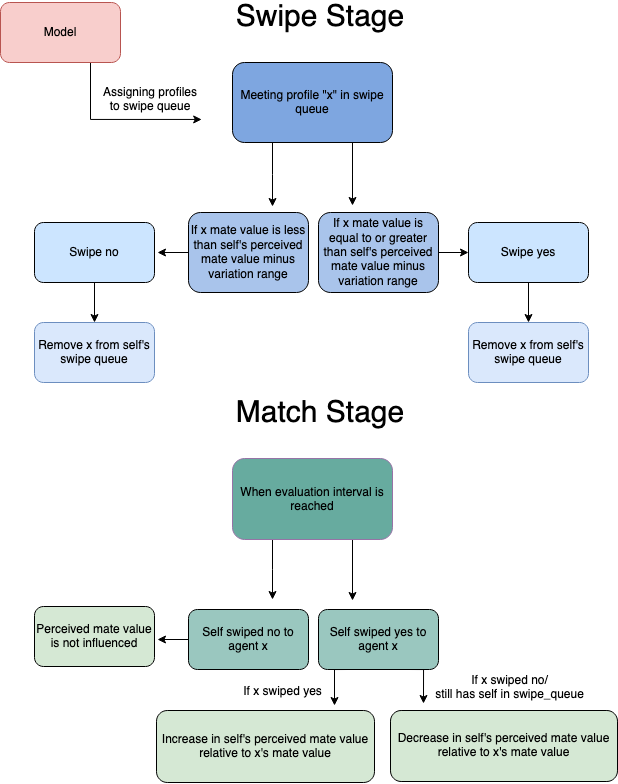 Swipe Stage
Model
Assigning profiles
to swipe queue
Meeting profile "x" in swipe
queue
If x mate value is less
than self's perceived
mate value minus
variation range
If x mate value is
equal to or greater
than self's perceived
mate value minus
variation range
Swipe no
Swipe yes
Remove x from self's
swipe queue
Remove x from self's
swipe queue
Match Stage
When evaluation interval is
reached
Perceived mate value
is not influenced
Self swiped no to
agent x
Self swiped yes to
agent x
If x swiped yes
If x swiped no/
still has self in swipe_queue
Increase in self's perceived mate value
relative to x's mate value
Decrease in self's perceived mate value
relative to x's mate value